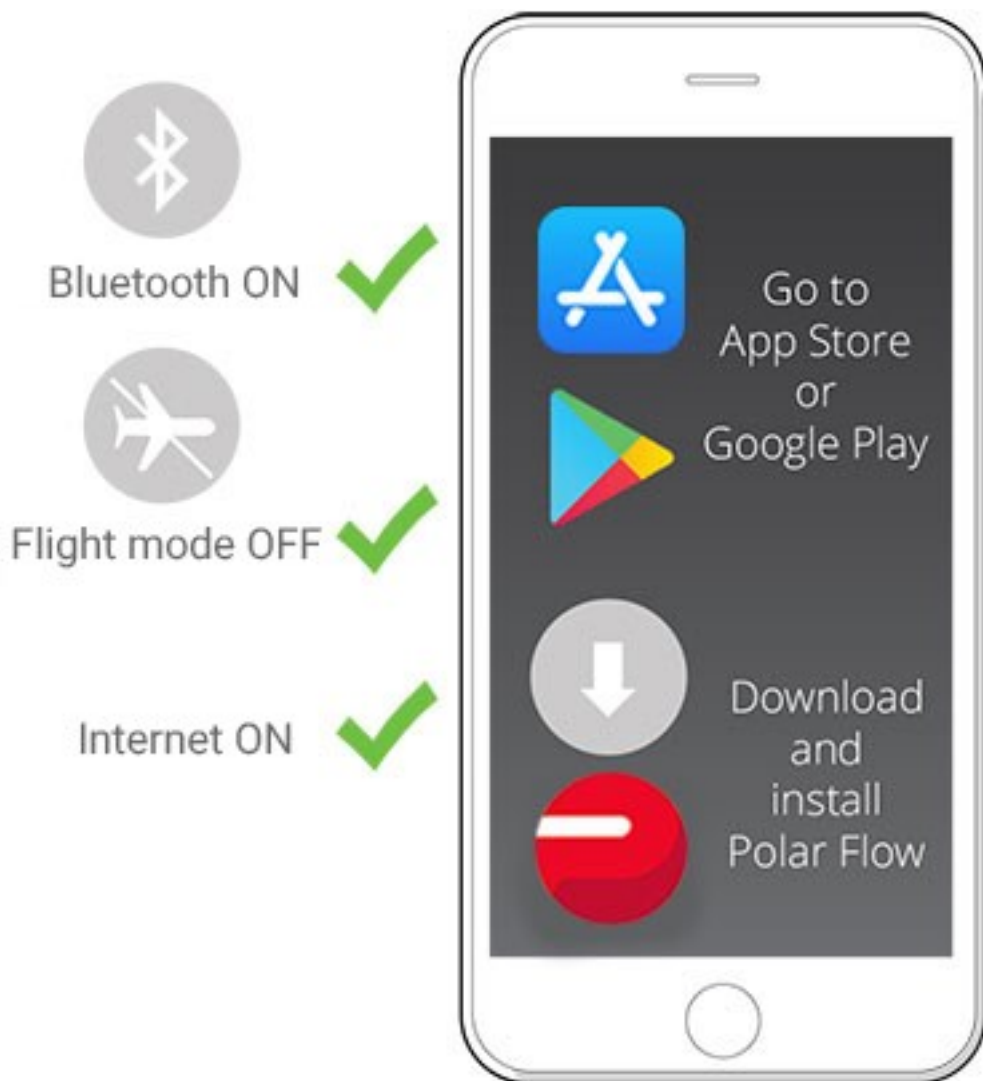 Bluetooth ON
Flight mode OFF
Internet ON
Go to
App Store
or
Google Play
Download
and
install
Polar Flow